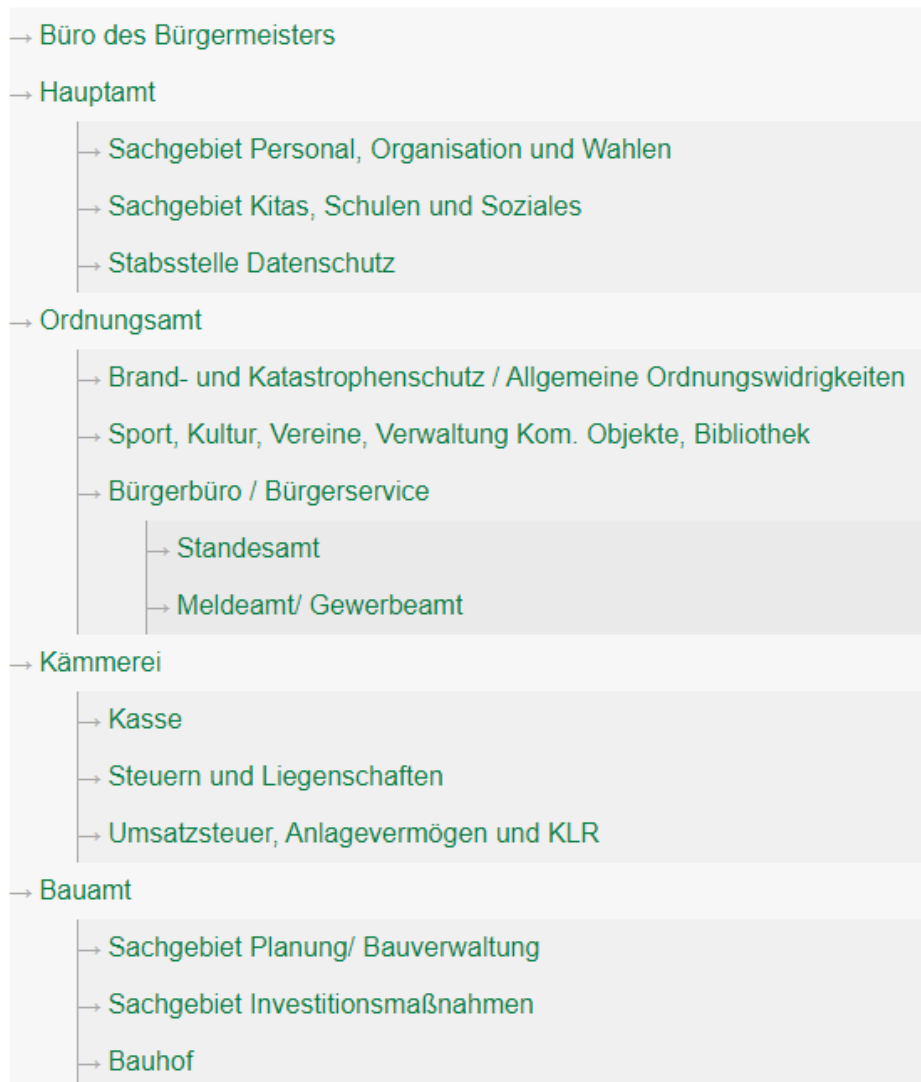 → Büro des Bürgermeisters
→ Hauptamt
→ Sachgebiet Personal, Organisation und Wahlen
→ Sachgebiet Kitas, Schulen und Soziales
→ Stabsstelle Datenschutz
→ Ordnungsamt
→ Brand- und Katastrophenschutz / Allgemeine Ordnungswidrigkeiten
→ Sport, Kultur, Vereine, Verwaltung Kom. Objekte, Bibliothek
→ Bürgerbüro / Bürgerservice
→ Standesamt
→ Meldeamt/ Gewerbeamt
→ Kämmerei
→ Kasse
→ Steuern und Liegenschaften
→ Umsatzsteuer, Anlagevermögen und KLR
→ Bauamt
→ Sachgebiet Planung/ Bauverwaltung
→ Sachgebiet Investitionsmaßnahmen
→ Bauhof